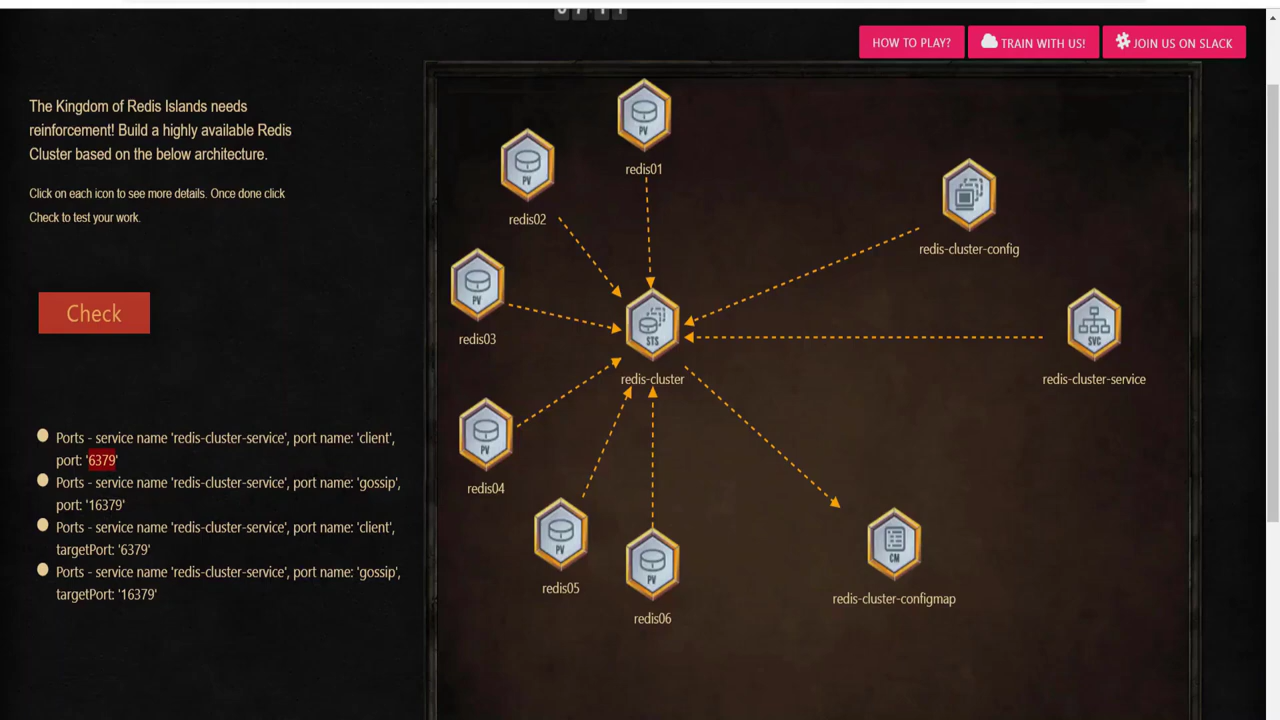 HOW TO PLAY?
TRAIN WITH US!
JOIN US ON SLACK
The Kingdom of Redis Islands needs
reinforcement! Build a highly available Redis
Cluster based on the below architecture.
Click on each icon to see more details. Once done click
Check to test your work.
Check
Ports - service name 'redis-cluster-service', port name: 'client',
port: '6379'
Ports - service name 'redis-cluster-service', port name: 'gossip',
port: '16379'
Ports - service name 'redis-cluster-service', port name: 'client',
targetPort: '6379'
Ports - service name 'redis-cluster-service', port name: 'gossip',
targetPort: '16379'
PV
redis01
PV
redis02
redis-cluster-config
PV
redis03
STS
redis-cluster
SVC
redis-cluster-service
PV
redis04
PV
redis05
PV
redis06
CM
redis-cluster-configmap